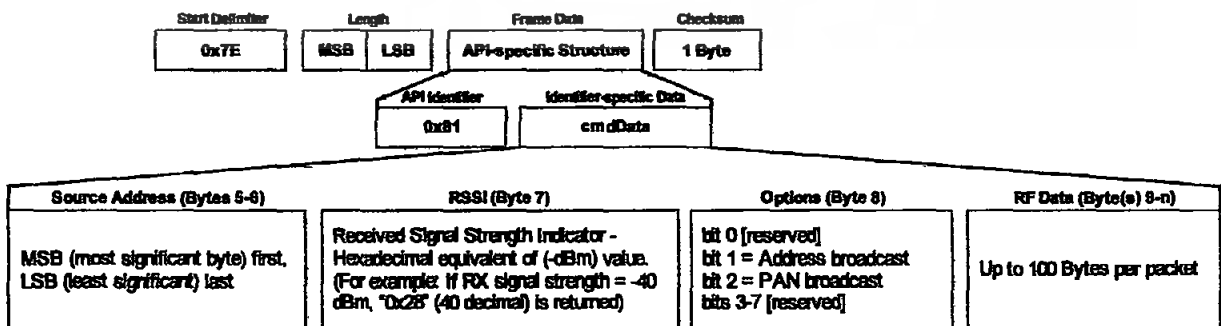 Start Delimiter Length Frame Data Checksum
0x7E MSB LSB API-specific Structure 1 Byte
API Identifier Identifier-specific Data
0x81 cmdData
Source Address (Bytes 5-6) RSSI (Byte 7) Options (Byte 8) RF Data (Byte(s) 9-n)
MSB (most significant byte) first,
LSB (least significant) last
Received Signal Strength Indicator -
Hexadecimal equivalent of (-dBm) value.
(For example: If RX signal strength = -40
dBm, "0x28" (40 decimal) is returned)
bit 0 [reserved]
bit 1 = Address broadcast
bit 2 = PAN broadcast
bits 3-7 [reserved]
Up to 100 Bytes per packet